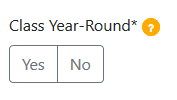 Class Year-Round* ?
Yes No